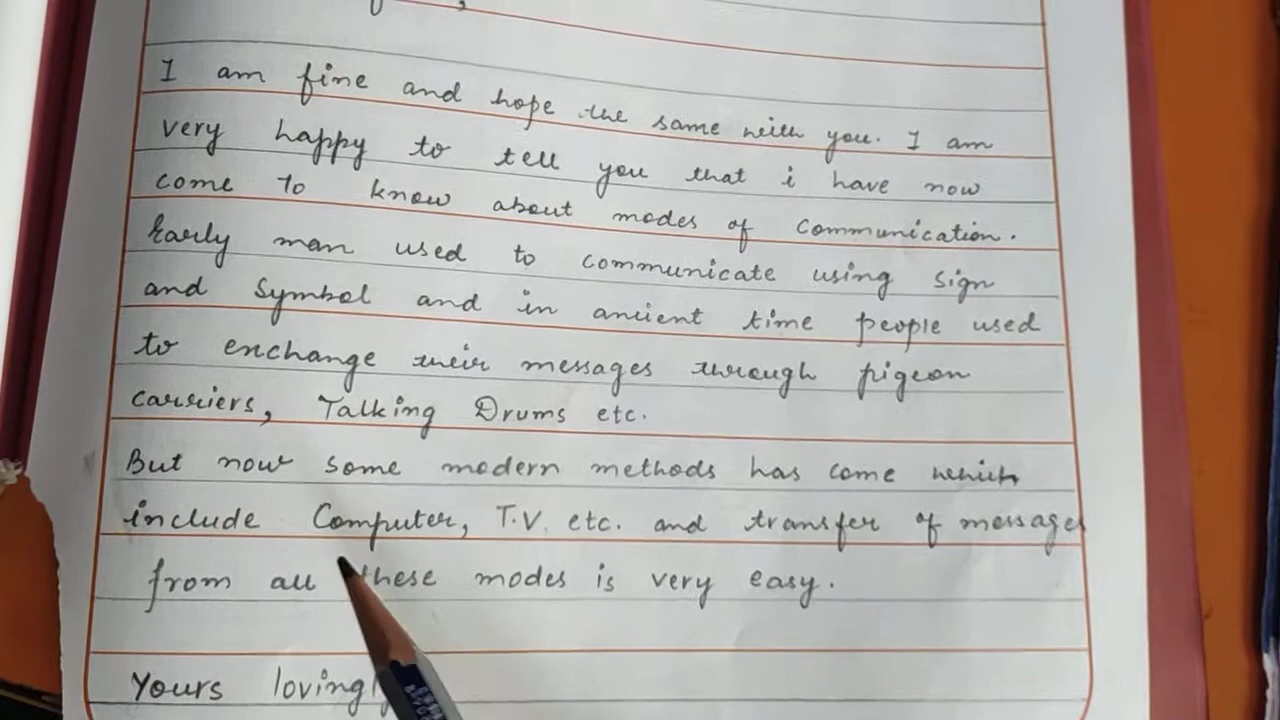 I am fine and hope the same with you. I am
very happy to tell you that i have now
come to know about modes of communication.
Early man used to communicate using sign
and symbol and in ancient time people used
to exchange their messages through pigeon
carriers, Talking Drums etc.
But now some modern methods has come which
include Computer, T.V. etc. and transfer of messages
from all these modes is very easy.
Yours loving